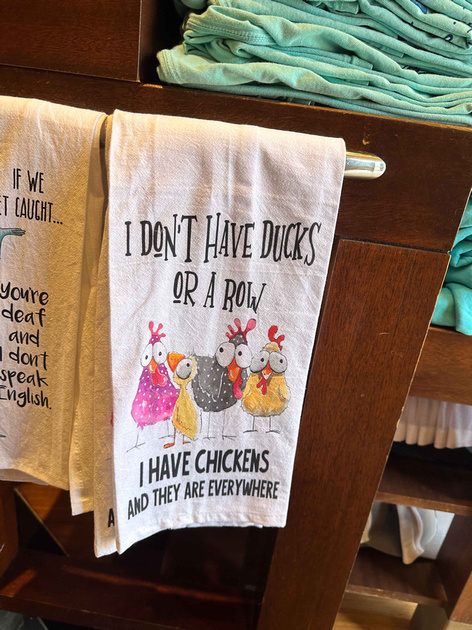 IF WE
ET CAUGHT...
you're
deaf
and
I don't
speak
English.
I DON'T HAVE DUCKS
OR A ROW
I HAVE CHICKENS
AND THEY ARE EVERYWHERE
A